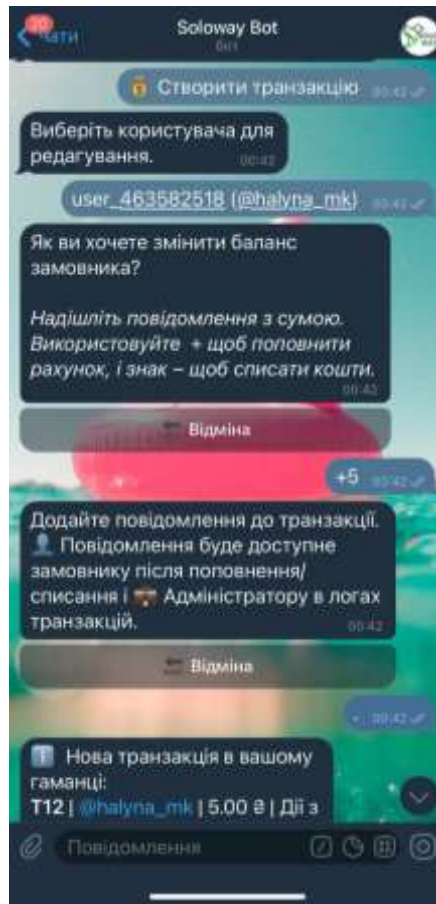 20
Чати
Soloway Bot
бот
Створити транзакцію 00:42
Виберіть користувача для
редагування. 00:42
user_463582518 (@halyna_mk) 00:42
Як ви хочете змінити баланс
замовника?
Надішліть повідомлення з сумою.
Використовуйте + щоб поповнити
рахунок, і знак – щоб списати кошти.
00:42
Відміна
+5 00:42
Додайте повідомлення до транзакції.
Повідомлення буде доступне
замовнику після поповнення/
списання і Адміністратору в логах
транзакцій. 00:42
Відміна
00:42
Нова транзакція в вашому
гаманці:
T12 | @halyna_mk | 5.00 ₴ | Дії з
Повідомлення